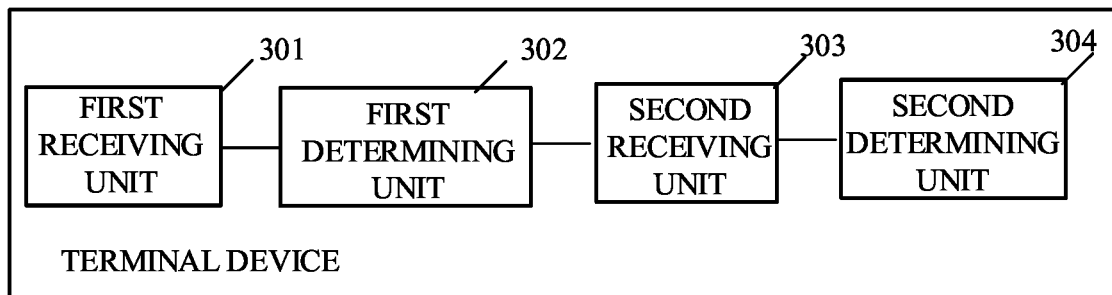 301
302
303
304
FIRST
RECEIVING
UNIT
FIRST
DETERMINING
UNIT
SECOND
RECEIVING
UNIT
SECOND
DETERMINING
UNIT
TERMINAL DEVICE